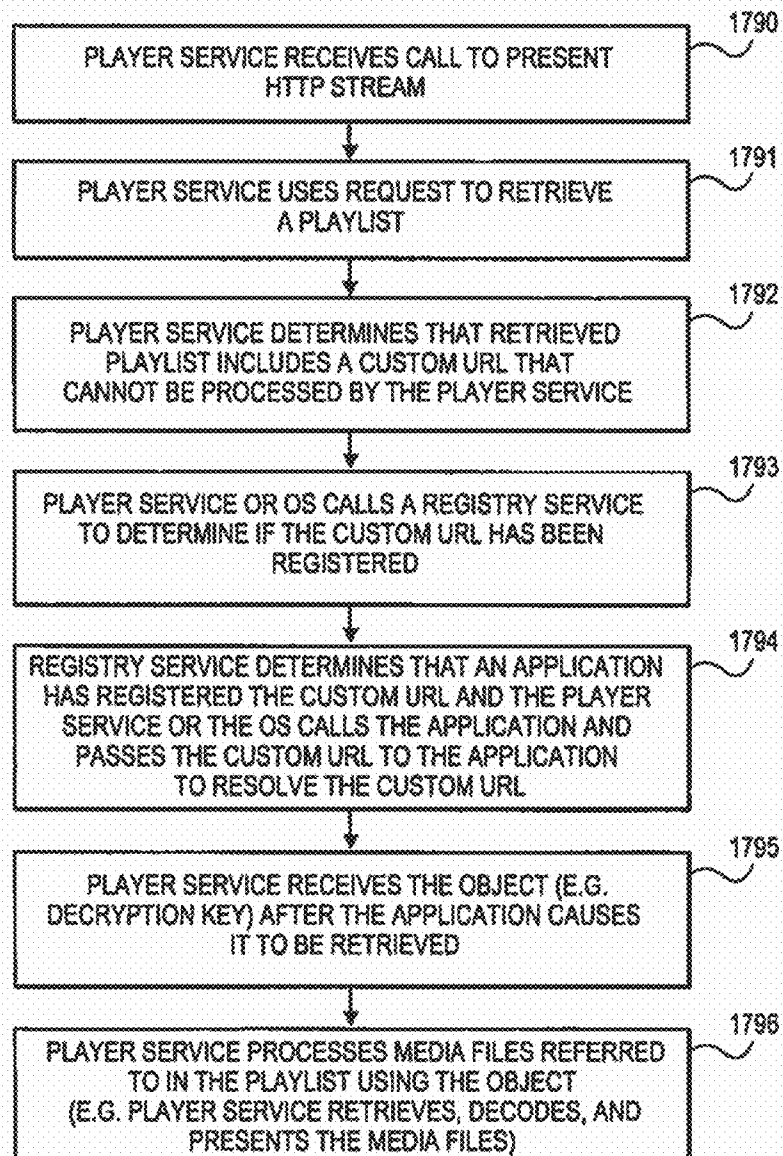 1790
PLAYER SERVICE RECEIVES CALL TO PRESENT
HTTP STREAM
1791
PLAYER SERVICE USES REQUEST TO RETRIEVE
A PLAYLIST
1792
PLAYER SERVICE DETERMINES THAT RETRIEVED
PLAYLIST INCLUDES A CUSTOM URL THAT
CANNOT BE PROCESSED BY THE PLAYER SERVICE
1793
PLAYER SERVICE OR OS CALLS A REGISTRY SERVICE
TO DETERMINE IF THE CUSTOM URL HAS BEEN
REGISTERED
1794
REGISTRY SERVICE DETERMINES THAT AN APPLICATION
HAS REGISTERED THE CUSTOM URL AND THE PLAYER
SERVICE OR THE OS CALLS THE APPLICATION AND
PASSES THE CUSTOM URL TO THE APPLICATION
TO RESOLVE THE CUSTOM URL
1795
PLAYER SERVICE RECEIVES THE OBJECT (E.G.
DECRYPTION KEY) AFTER THE APPLICATION CAUSES
IT TO BE RETRIEVED
1796
PLAYER SERVICE PROCESSES MEDIA FILES REFERRED
TO IN THE PLAYLIST USING THE OBJECT
(E.G. PLAYER SERVICE RETRIEVES, DECODES, AND
PRESENTS THE MEDIA FILES)